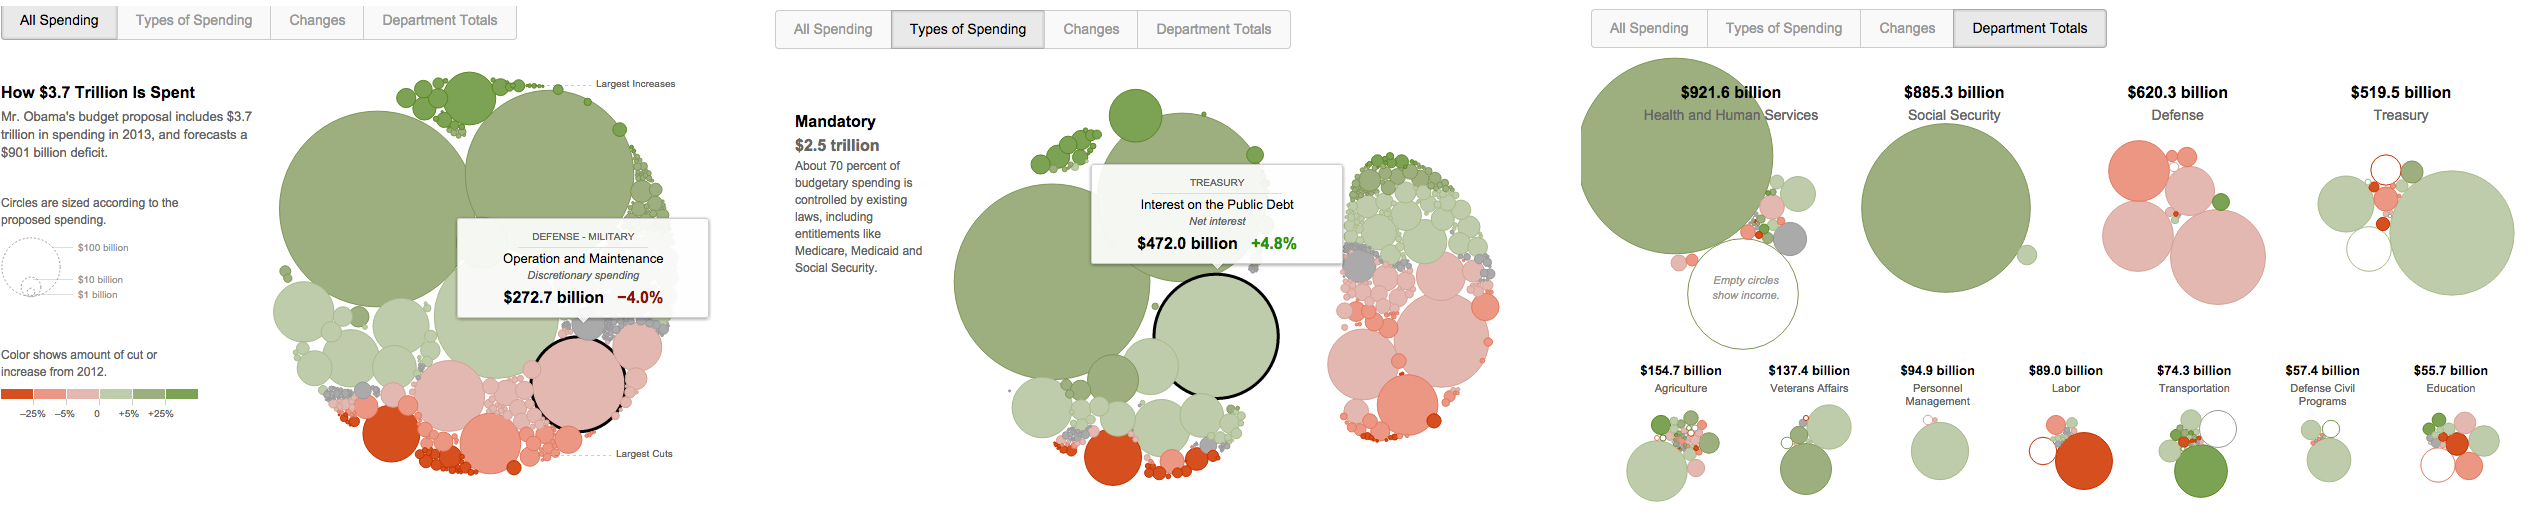 All Spending
Types of Spending
Changes
Department Totals
How $3.7 Trillion Is Spent
Mr. Obama's budget proposal includes $3.7
trillion in spending in 2013, and forecasts a
$901 billion deficit.
Circles are sized according to the
proposed spending.
$100 billion
$10 billion
$1 billion
Color shows amount of cut or
increase from 2012.
−25%
−5%
0
+5%
+25%
Largest Increases
DEFENSE - MILITARY
Operation and Maintenance
Discretionary spending
$272.7 billion −4.0%
Largest Cuts
All Spending
Types of Spending
Changes
Department Totals
Mandatory
$2.5 trillion
About 70 percent of
budgetary spending is
controlled by existing
laws, including
entitlements like
Medicare, Medicaid and
Social Security.
TREASURY
Interest on the Public Debt
Net interest
$472.0 billion +4.8%
All Spending
Types of Spending
Changes
Department Totals
$921.6 billion
Health and Human Services
$885.3 billion
Social Security
$620.3 billion
Defense
$519.5 billion
Treasury
Empty circles
show income.
$154.7 billion
Agriculture
$137.4 billion
Veterans Affairs
$94.9 billion
Personnel
Management
$89.0 billion
Labor
$74.3 billion
Transportation
$57.4 billion
Defense Civil
Programs
$55.7 billion
Education